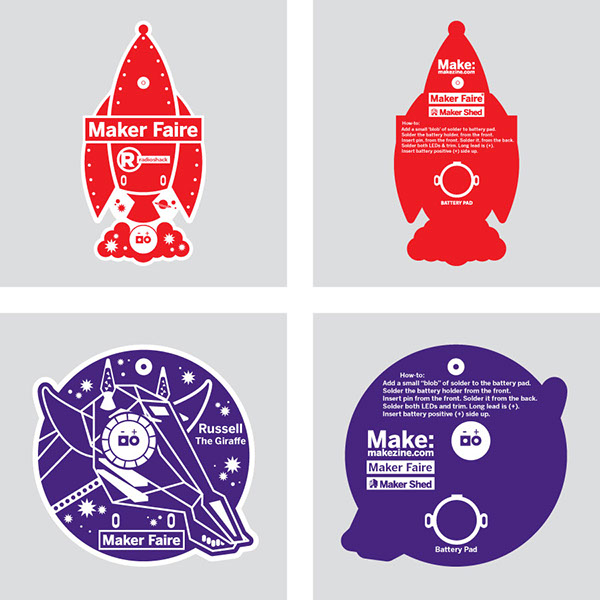 Maker Faire
R
Radioshack
Make:
makezine.com
Maker Faire
Maker Shed
How-to:
Add a small "blob" of solder to battery pad.
Solder the battery holder, from the front.
Insert pin, from the front. Solder it, from the back.
Solder both LEDs & trim. Long lead is (+).
Insert battery positive (+) side up.
BATTERY PAD
Russell
The Giraffe
Maker Faire
How-to:
Add a small “blob” of solder to the battery pad.
Solder the battery holder from the front.
Insert pin from the front. Solder it from the back.
Solder both LEDs and trim. Long lead is (+).
Insert battery positive (+) side up.
Make:
makezine.com
Maker Faire
Maker Shed
Battery Pad